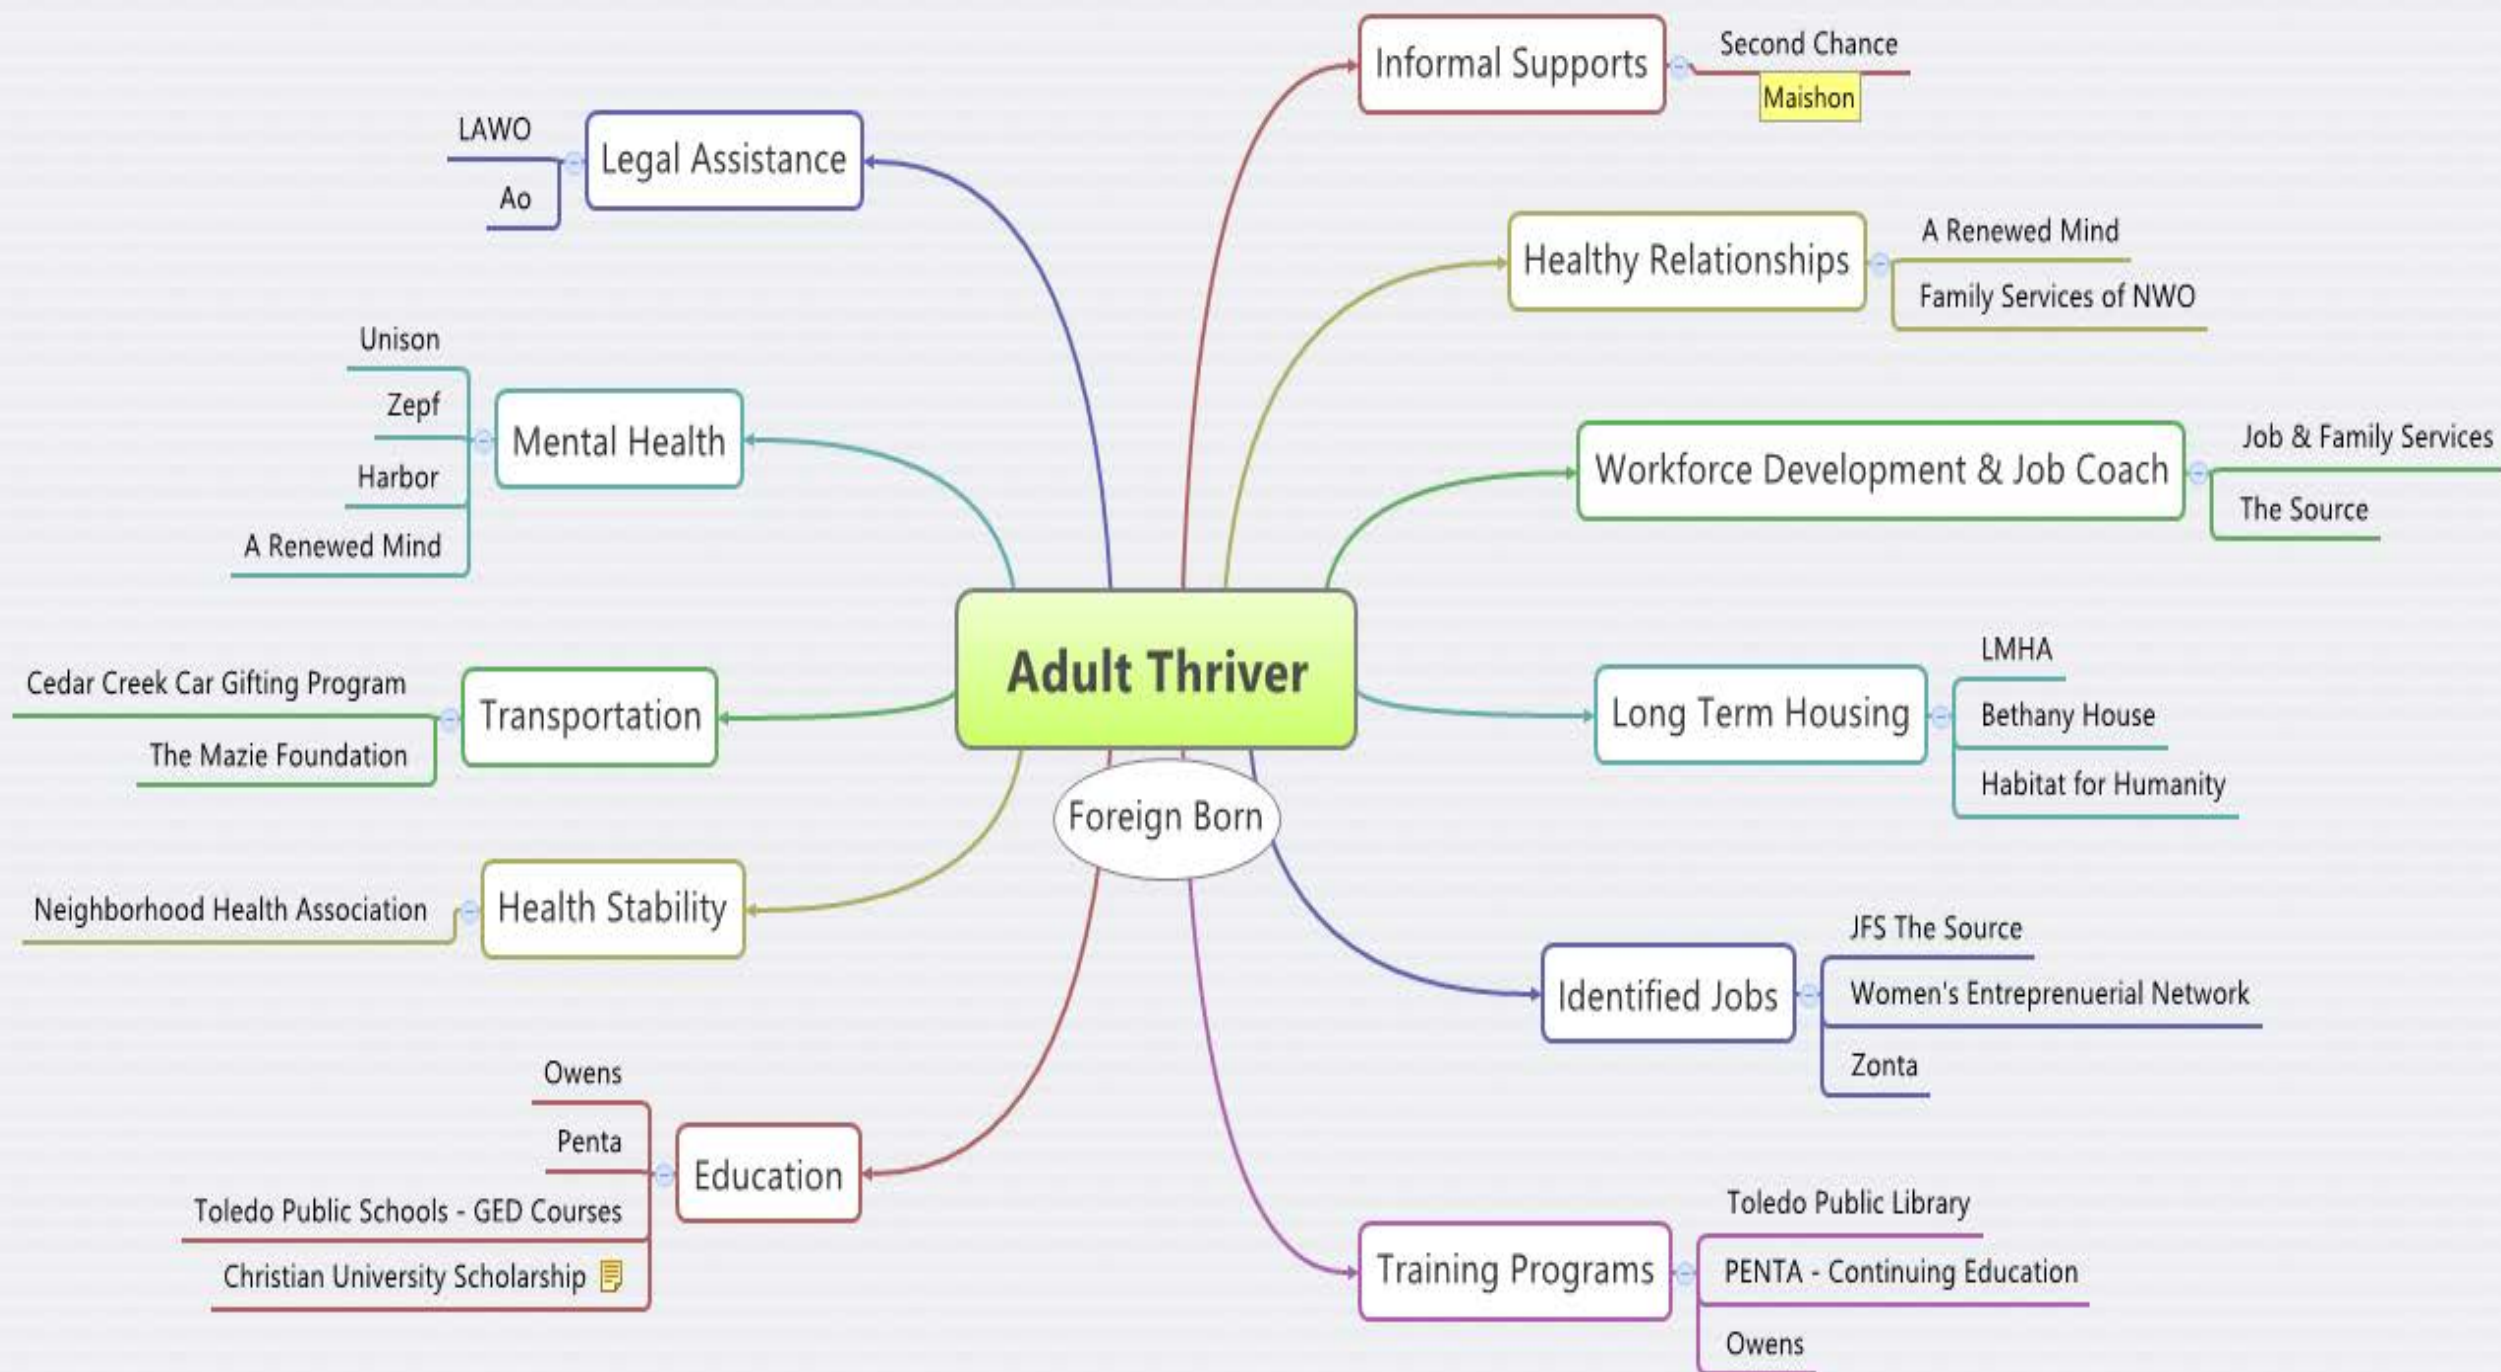 Adult Thriver
Foreign Born
Informal Supports
Second Chance
Maishon
Healthy Relationships
A Renewed Mind
Family Services of NWO
Workforce Development & Job Coach
Job & Family Services
The Source
Long Term Housing
LMHA
Bethany House
Habitat for Humanity
Identified Jobs
JFS The Source
Women's Entreprenuerial Network
Zonta
Training Programs
Toledo Public Library
PENTA - Continuing Education
Owens
Legal Assistance
LAWO
Ao
Mental Health
Unison
Zepf
Harbor
A Renewed Mind
Transportation
Cedar Creek Car Gifting Program
The Mazie Foundation
Health Stability
Neighborhood Health Association
Education
Owens
Penta
Toledo Public Schools - GED Courses
Christian University Scholarship